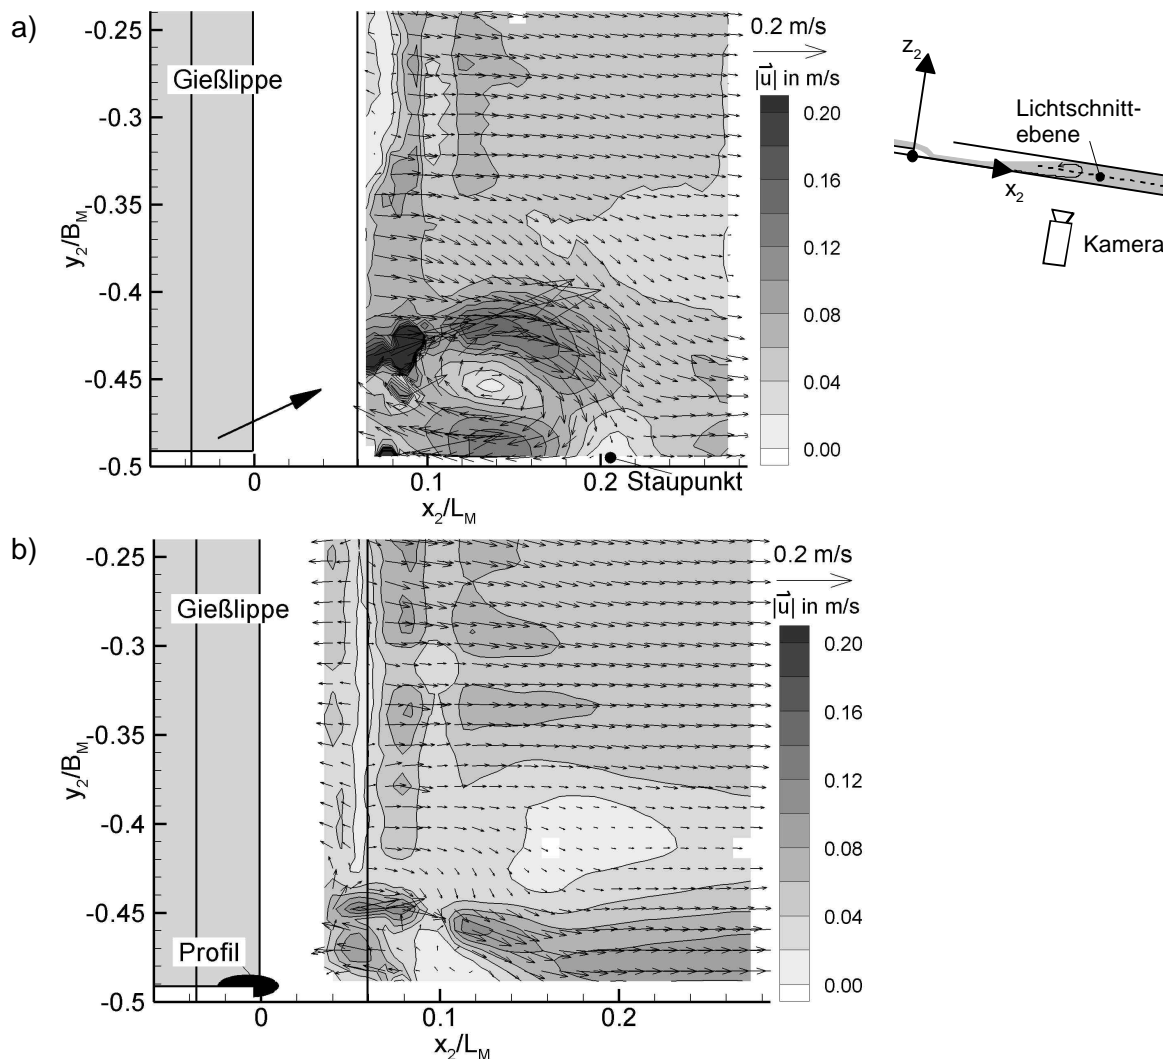 a)
-0.25
-0.3
-0.35
-0.4
-0.45
-0.5
y2/BM
Gießlippe
0
0.1
0.2
Staupunkt
x2/LM
0.2 m/s
|u| in m/s
0.20
0.16
0.12
0.08
0.04
0.00
z2
Lichtschnitt-
ebene
x2
Kamera
b)
-0.25
-0.3
-0.35
-0.4
-0.45
-0.5
y2/BM
Gießlippe
Profil
0
0.1
0.2
x2/LM
0.2 m/s
|u| in m/s
0.20
0.16
0.12
0.08
0.04
0.00